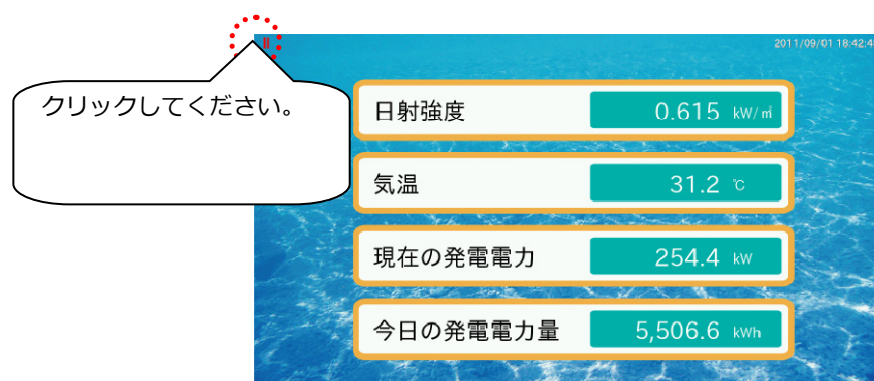 2011/09/01 18:42:4
クリックしてください。
日射強度 0.615 kW/㎡
気温 31.2 ℃
現在の発電電力 254.4 kW
今日の発電電力量 5,506.6 kWh